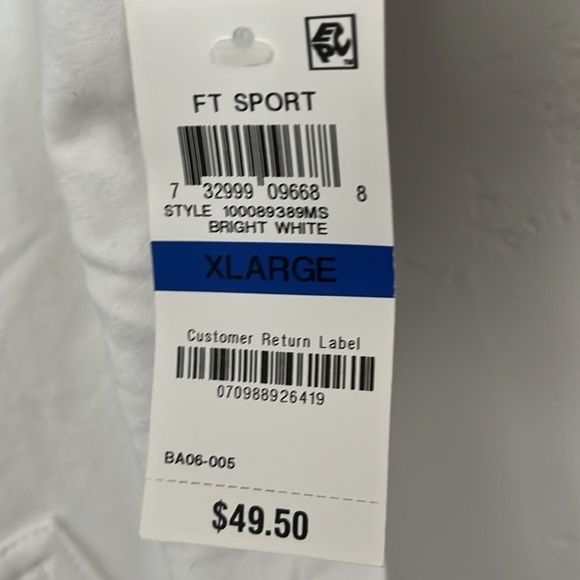 EPC
FT SPORT
7 32999 09668 8
STYLE 100089389MS
BRIGHT WHITE
XLARGE
Customer Return Label
070988926419
BA06-005
$49.50